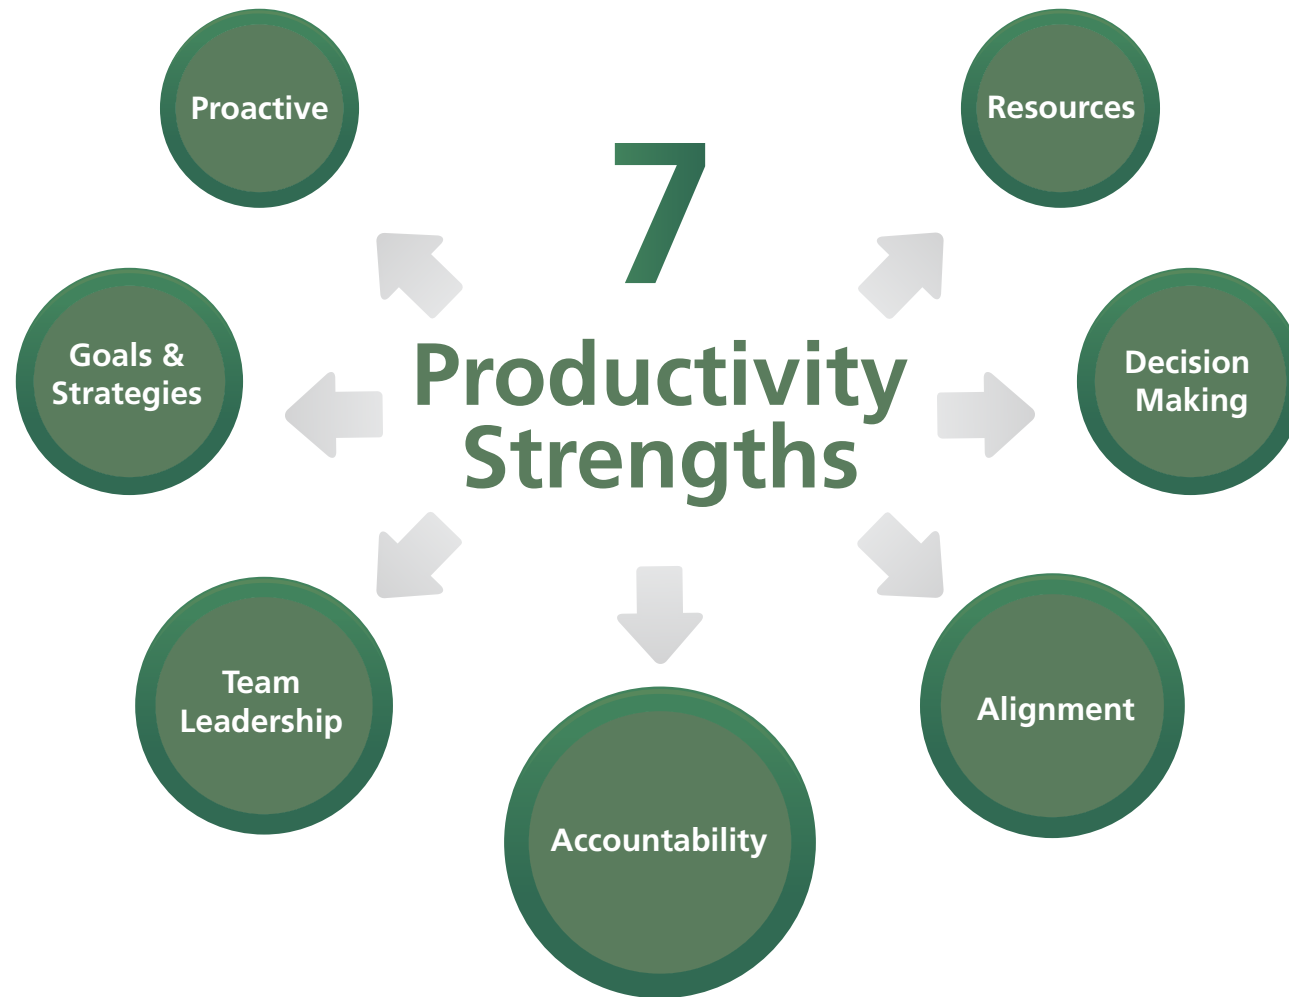 7
Productivity
Strengths
Proactive
Resources
Goals &
Strategies
Decision
Making
Team
Leadership
Alignment
Accountability